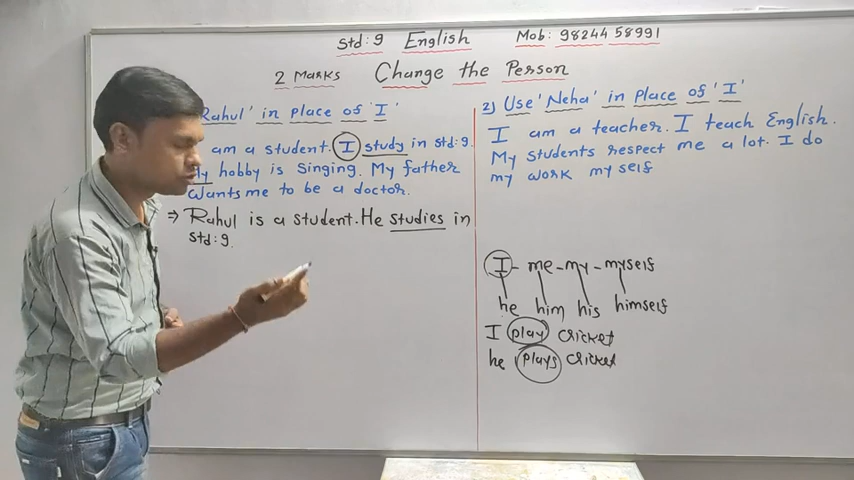 Std: 9 English Mob: 98244 58991
2 Marks Change the Person
Rahul' in place of 'I'
am a student. I study in std: 9.
My hobby is singing. My father
wants me to be a doctor.
⇒ Rahul is a student. He studies in
std: 9.
2) Use 'Neha' in place of 'I'
I am a teacher. I teach English.
My students respect me a lot. I do
my work my self
I - me - my - myself
he him his himself
I play cricket
he plays cricket